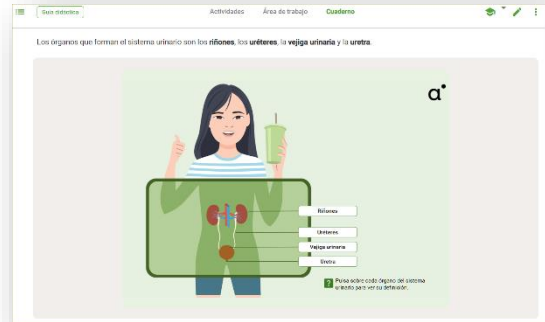 Guía didáctica
Actividades
Área de trabajo
Cuaderno
Los órganos que forman el sistema urinario son los riñones, los uréteres, la vejiga urinaria y la uretra.
a
Riñones
Uréteres
Vejiga urinaria
Uretra
? Pulsa sobre cada órgano del sistema
urinario para ver su definición.